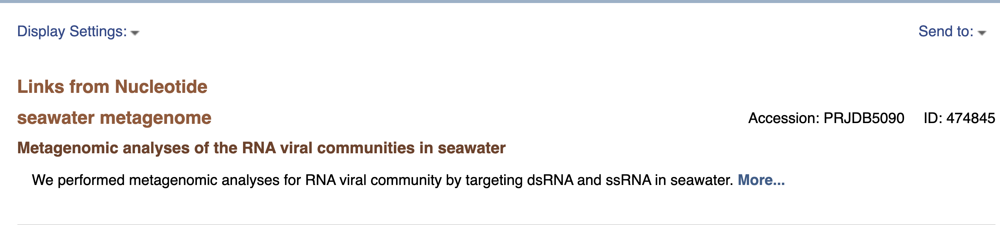 Display Settings: Send to:
Links from Nucleotide
seawater metagenome Accession: PRJDB5090 ID: 474845
Metagenomic analyses of the RNA viral communities in seawater
We performed metagenomic analyses for RNA viral community by targeting dsRNA and ssRNA in seawater. More...